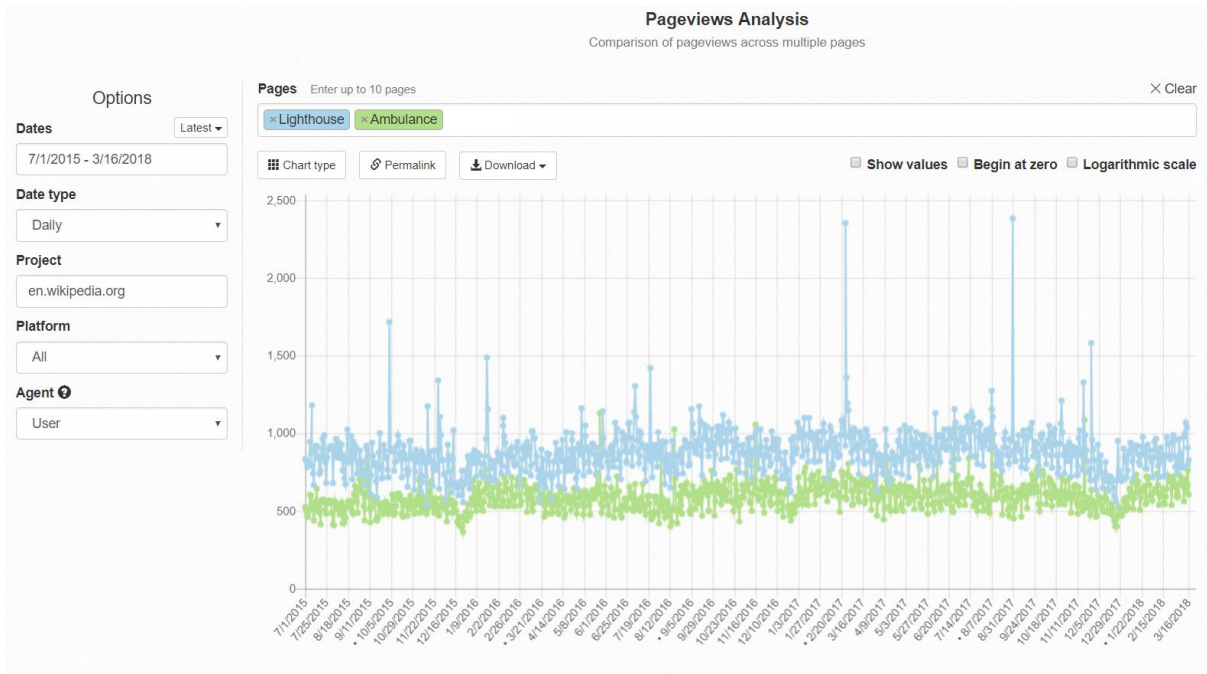 Pageviews Analysis
Comparison of pageviews across multiple pages
Options
Dates
Latest
7/1/2015 - 3/16/2018
Date type
Daily
Project
en.wikipedia.org
Platform
All
Agent ?
User
Pages Enter up to 10 pages
× Clear
× Lighthouse × Ambulance
Chart type Permalink Download
Show values Begin at zero Logarithmic scale
2,500
2,000
1,500
1,000
500
0
7/1/2015 7/25/2015 8/18/2015 9/11/2015 • 10/5/2015 10/29/2015 11/22/2015 12/16/2015 1/9/2016 2/2/2016 2/26/2016 • 3/21/2016 4/14/2016 5/8/2016 6/1/2016 6/25/2016 7/19/2016 8/12/2016 • 9/5/2016 9/29/2016 10/23/2016 11/16/2016 12/10/2016 1/3/2017 1/27/2017 • 2/20/2017 3/16/2017 4/9/2017 5/3/2017 5/27/2017 6/20/2017 7/14/2017 • 8/7/2017 8/31/2017 9/24/2017 10/18/2017 11/11/2017 12/5/2017 12/29/2017 • 1/22/2018 2/15/2018 3/16/2018